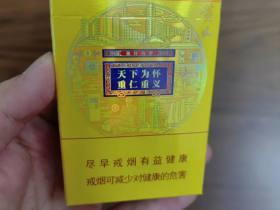 天下为怀
重仁重义
尽早戒烟有益健康
戒烟可减少对健康的危害